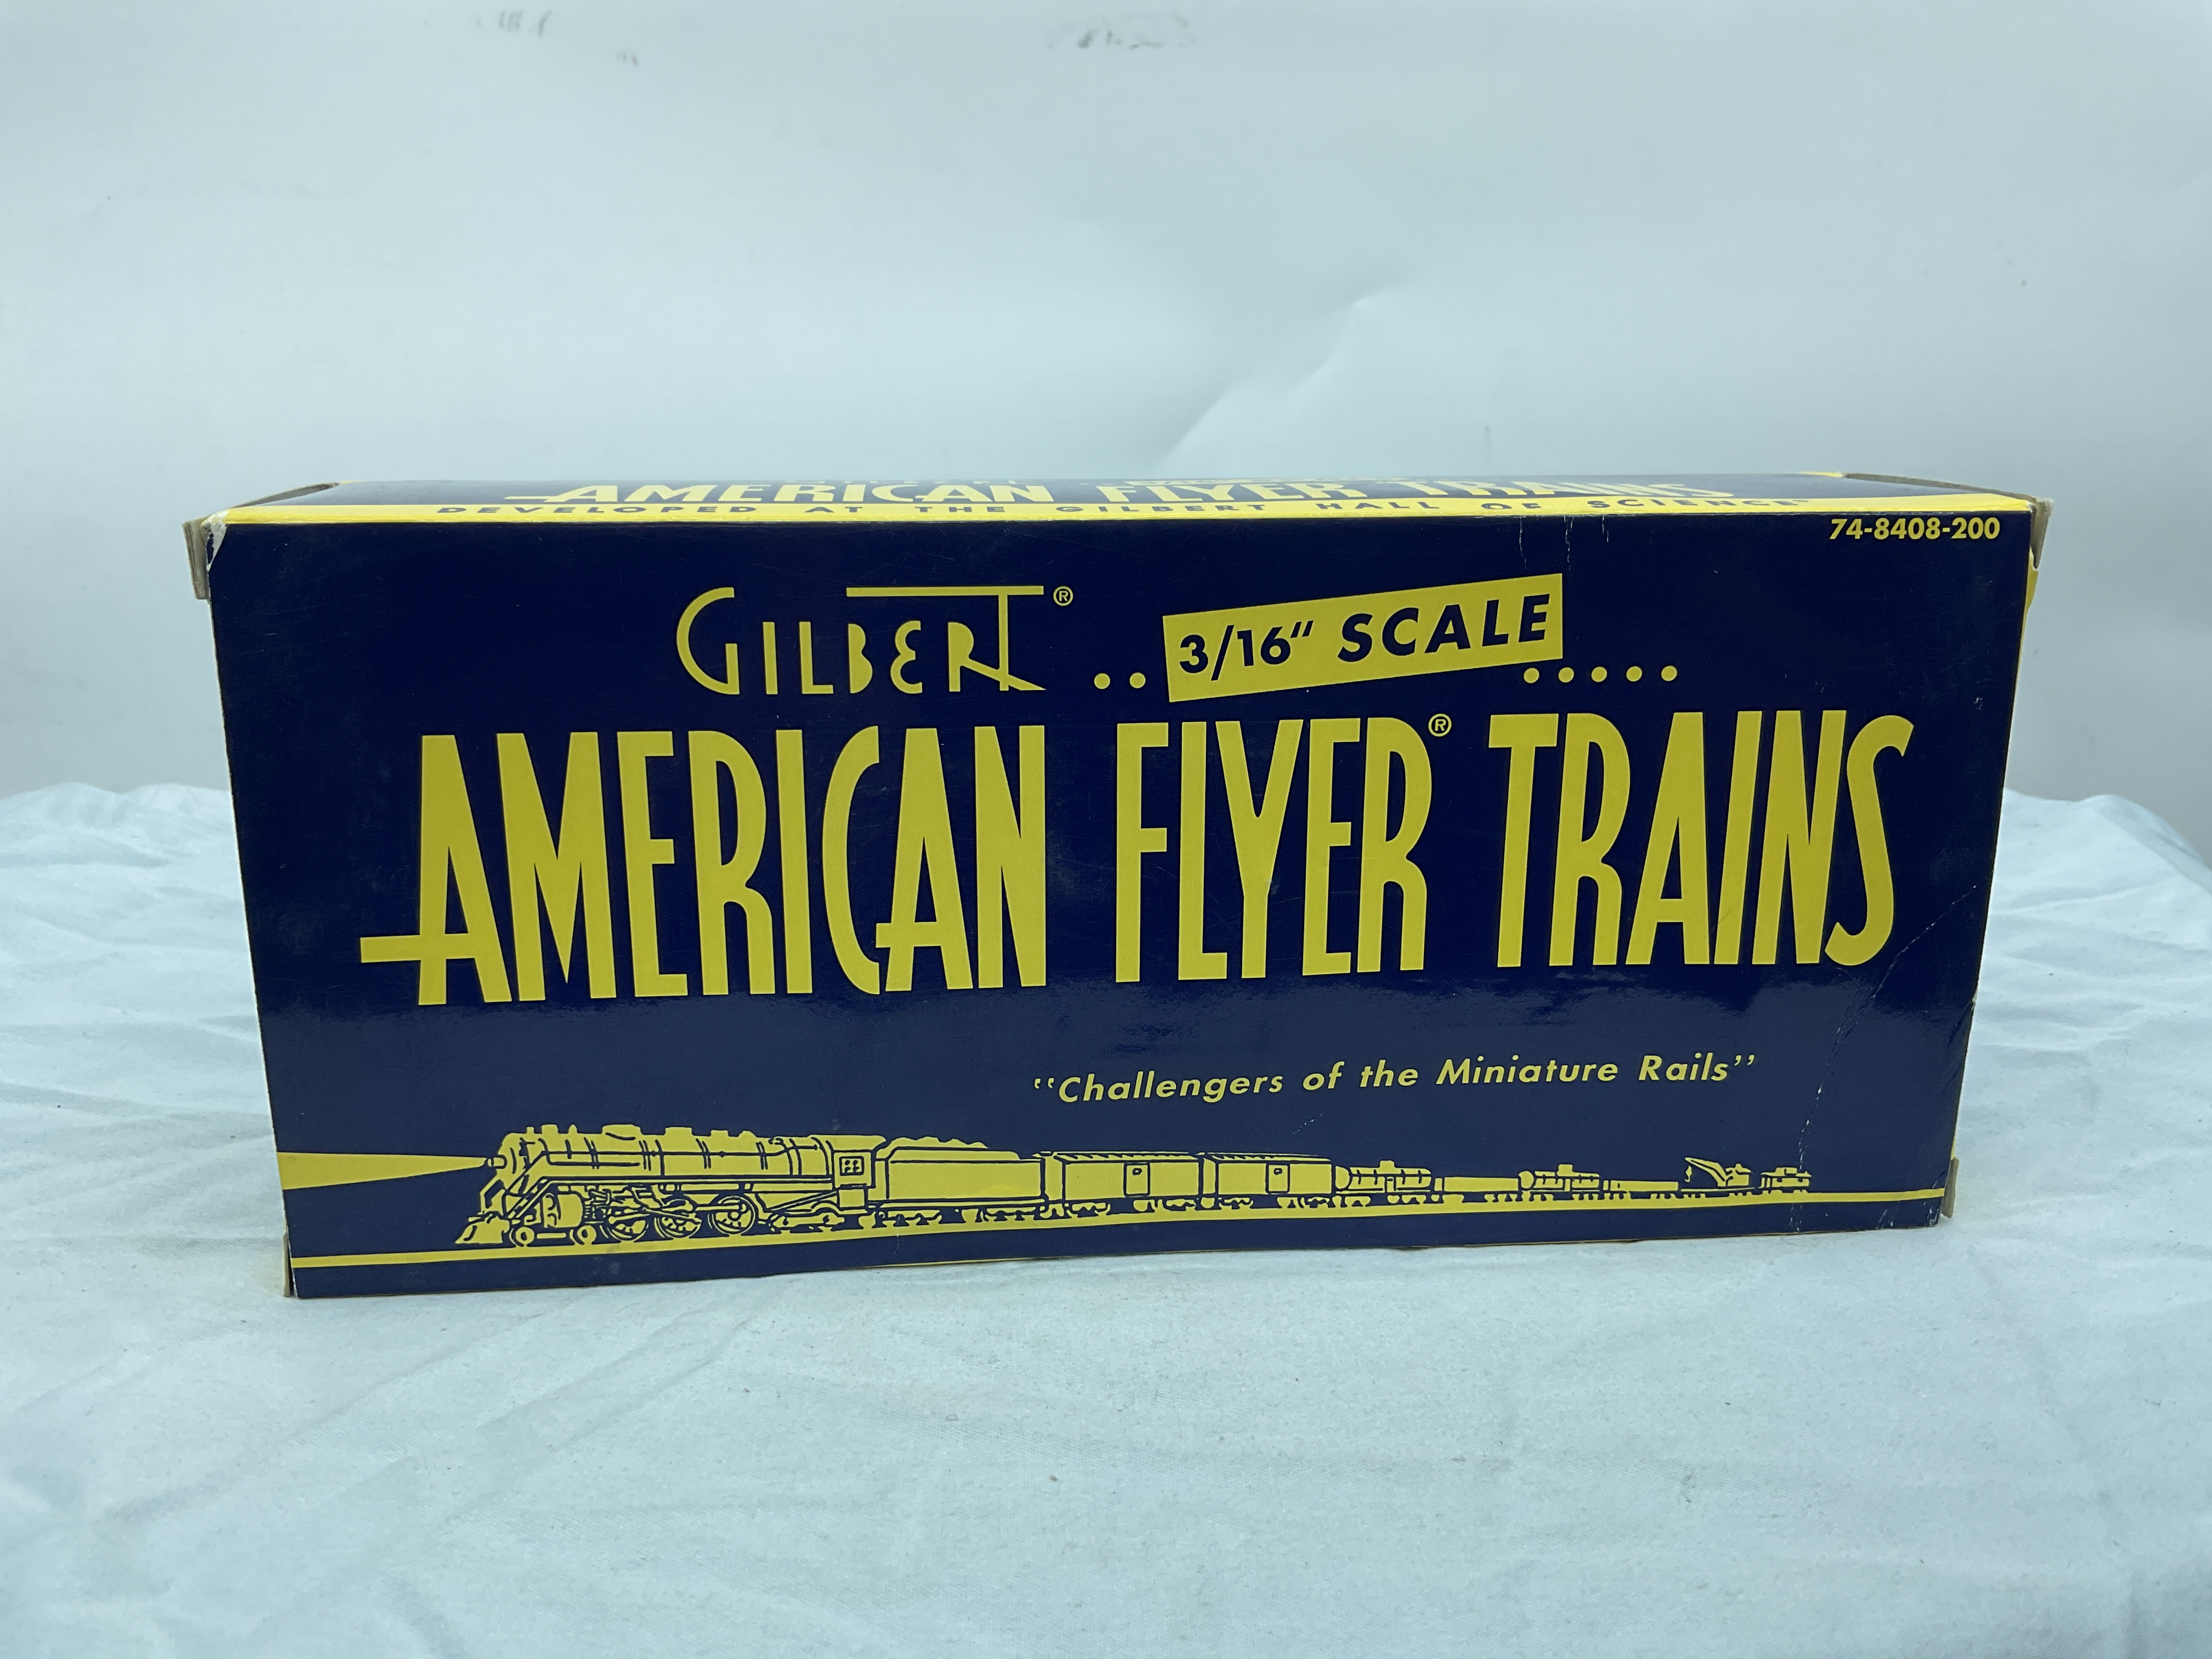 AMERICAN FLYER TRAINS
DEVELOPED AT THE GILBERT HALL OF SCIENCE
74-8408-200
GILBERT® ..3/16" SCALE.....
AMERICAN FLYER® TRAINS
"Challengers of the Miniature Rails"